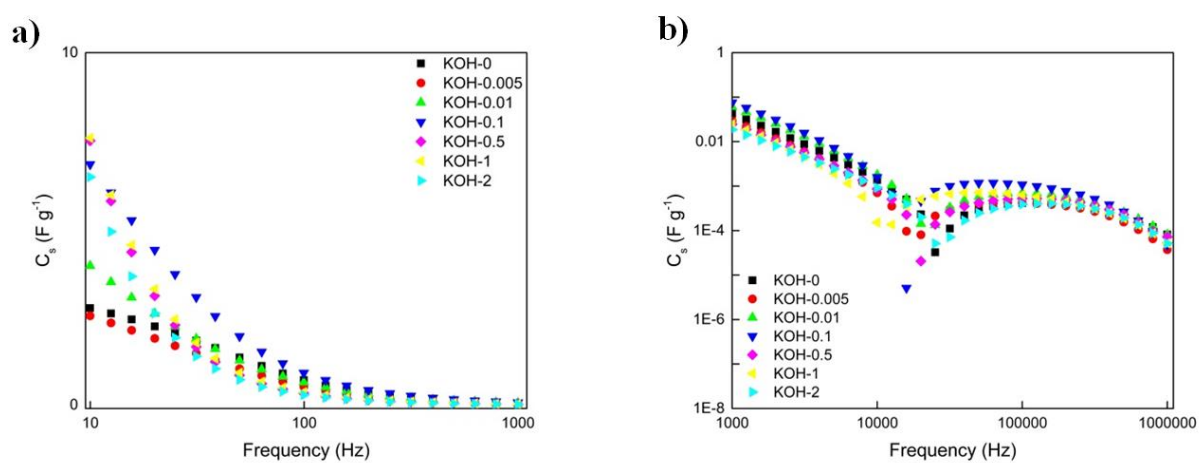 a)
10
KOH-0
KOH-0.005
KOH-0.01
KOH-0.1
KOH-0.5
KOH-1
KOH-2
Cs (F g-1)
0
10
100
1000
Frequency (Hz)
b)
1
0.01
1E-4
1E-6
1E-8
Cs (F g-1)
KOH-0
KOH-0.005
KOH-0.01
KOH-0.1
KOH-0.5
KOH-1
KOH-2
1000
10000
100000
1000000
Frequency (Hz)